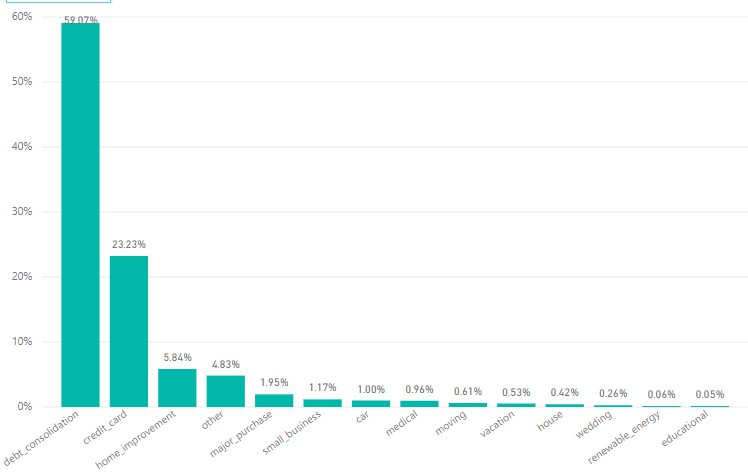 60%
50%
40%
30%
20%
10%
0%
59.07%
23.23%
5.84%
4.83%
1.95%
1.17%
1.00%
0.96%
0.61%
0.53%
0.42%
0.26%
0.06%
0.05%
debt_consolidation
credit_card
home_improvement
other
major_purchase
small_business
car
medical
moving
vacation
house
wedding
renewable_energy
educational